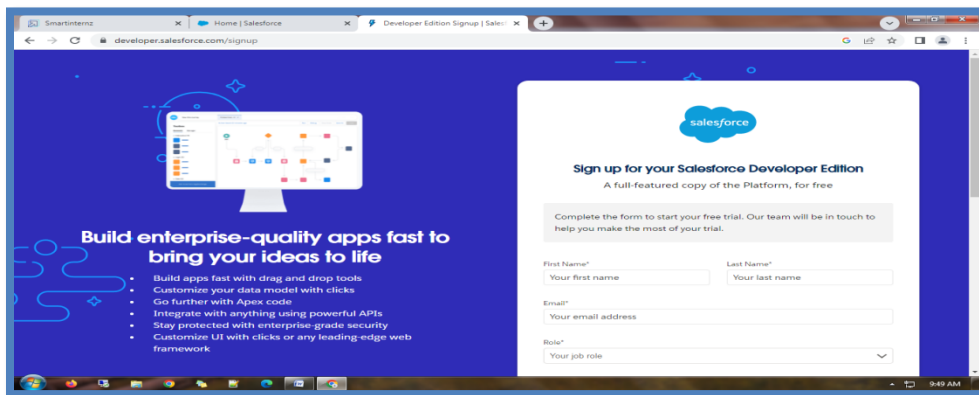 Smartinternz
Home | Salesforce
Developer Edition Signup | Salesf
developer.salesforce.com/signup
Build enterprise-quality apps fast to
bring your ideas to life
Build apps fast with drag and drop tools
Customize your data model with clicks
Go further with Apex code
Integrate with anything using powerful APIs
Stay protected with enterprise-grade security
Customize UI with clicks or any leading-edge web
framework
salesforce
Sign up for your Salesforce Developer Edition
A full-featured copy of the Platform, for free
Complete the form to start your free trial. Our team will be in touch to
help you make the most of your trial.
First Name* Last Name*
Your first name Your last name
Email*
Your email address
Role*
Your job role
9:49 AM